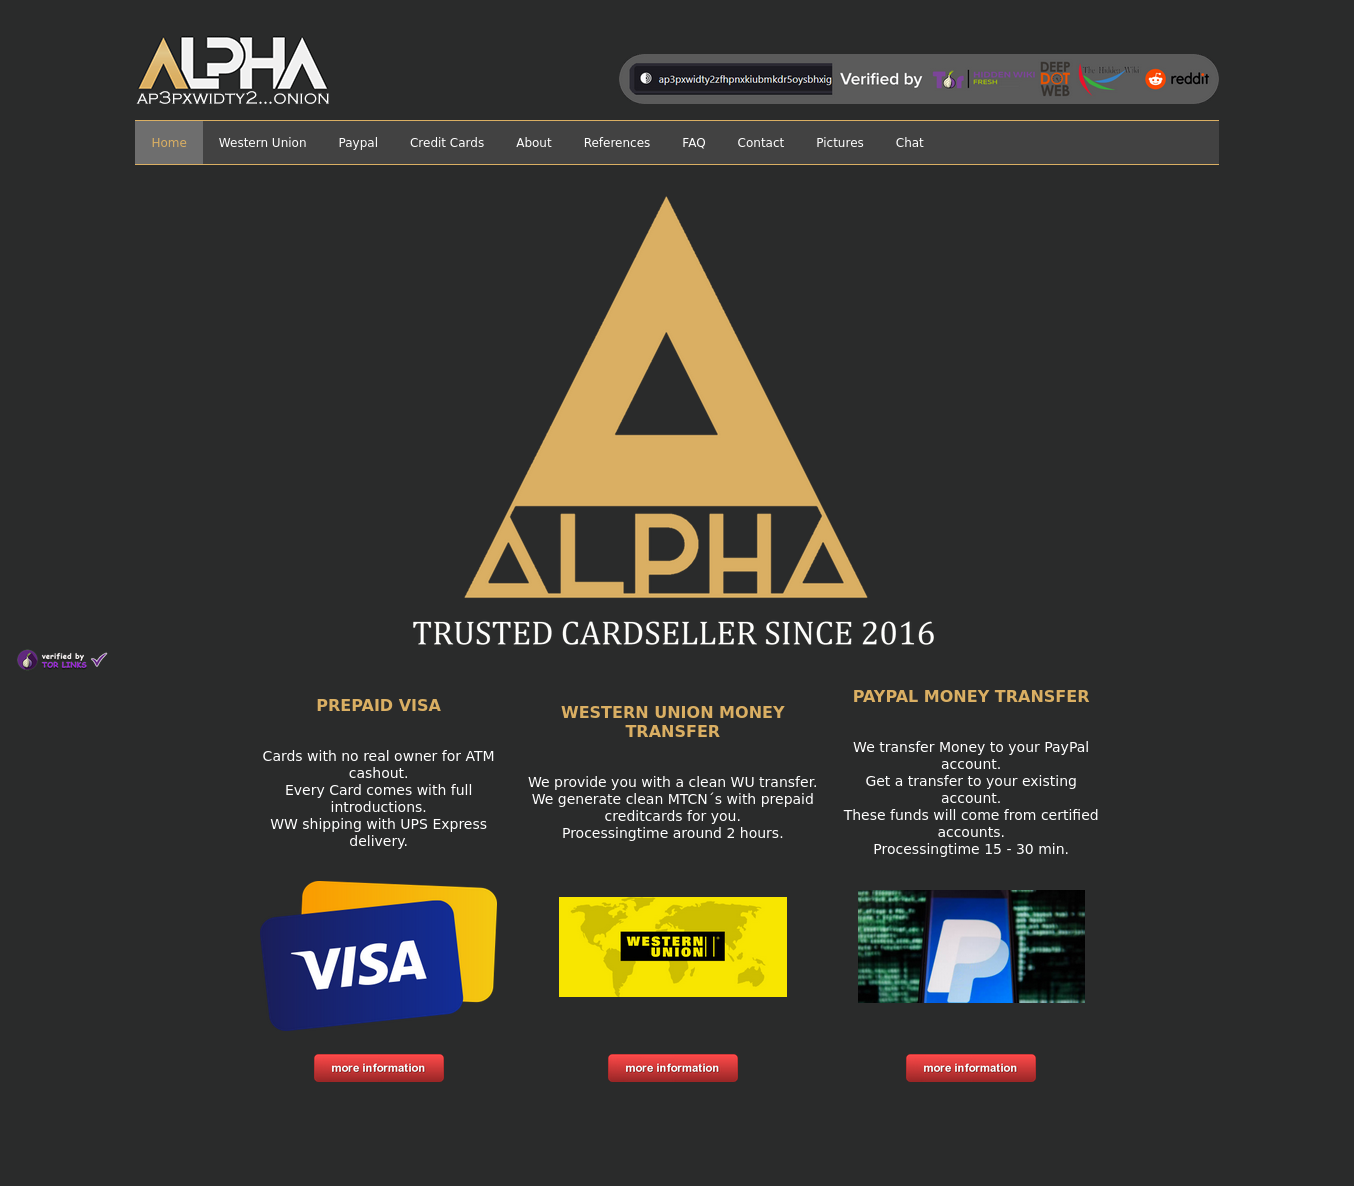 ALPHA
AP3PXWIDTY2...ONION
ap3pxwidty2zfhpnxkiubmkdr5oysbhxig
Verified by
Tor
FRESH
DEEP
DOT
WEB
The Hidden Wiki
reddit
Home
Western Union
Paypal
Credit Cards
About
References
FAQ
Contact
Pictures
Chat
ALPHA
TRUSTED CARDSELLER SINCE 2016
verified by
TOR LINKS
PREPAID VISA
Cards with no real owner for ATM
cashout.
Every Card comes with full
introductions.
WW shipping with UPS Express
delivery.
VISA
more information
WESTERN UNION MONEY
TRANSFER
We provide you with a clean WU transfer.
We generate clean MTCN´s with prepaid
creditcards for you.
Processingtime around 2 hours.
WESTERN
UNION
more information
PAYPAL MONEY TRANSFER
We transfer Money to your PayPal
account.
Get a transfer to your existing
account.
These funds will come from certified
accounts.
Processingtime 15 - 30 min.
more information